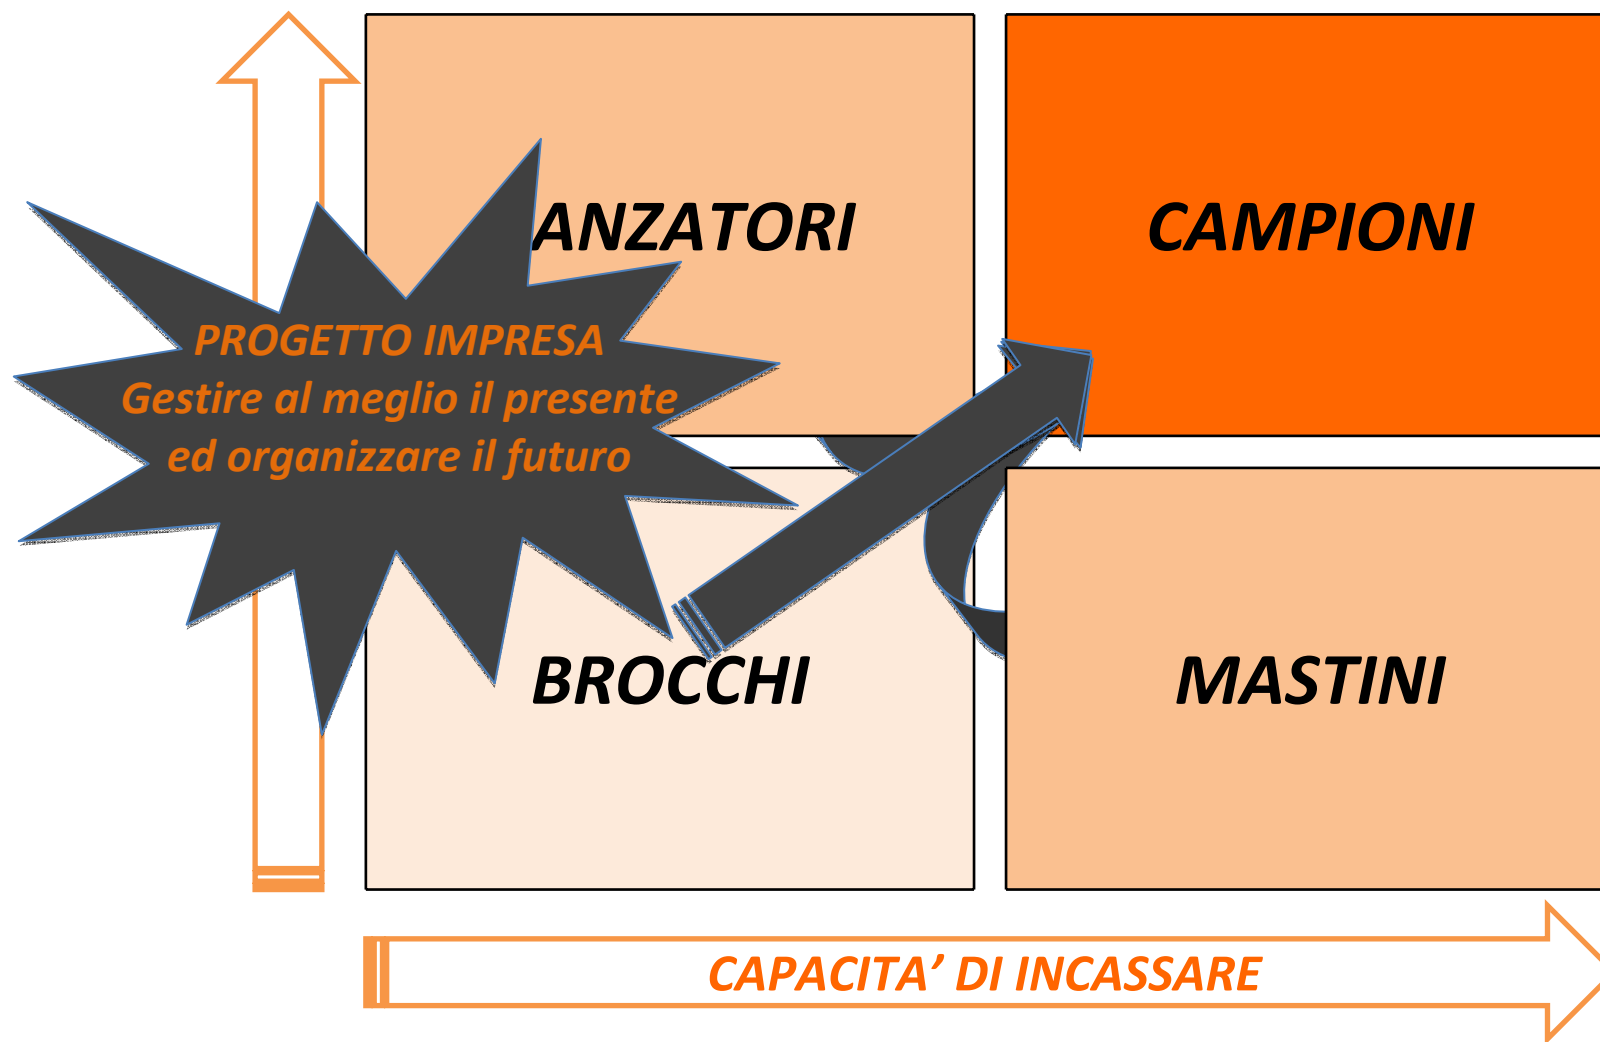 ANZATORI
CAMPIONI
PROGETTO IMPRESA
Gestire al meglio il presente
ed organizzare il futuro
BROCCHI
MASTINI
CAPACITA’ DI INCASSARE